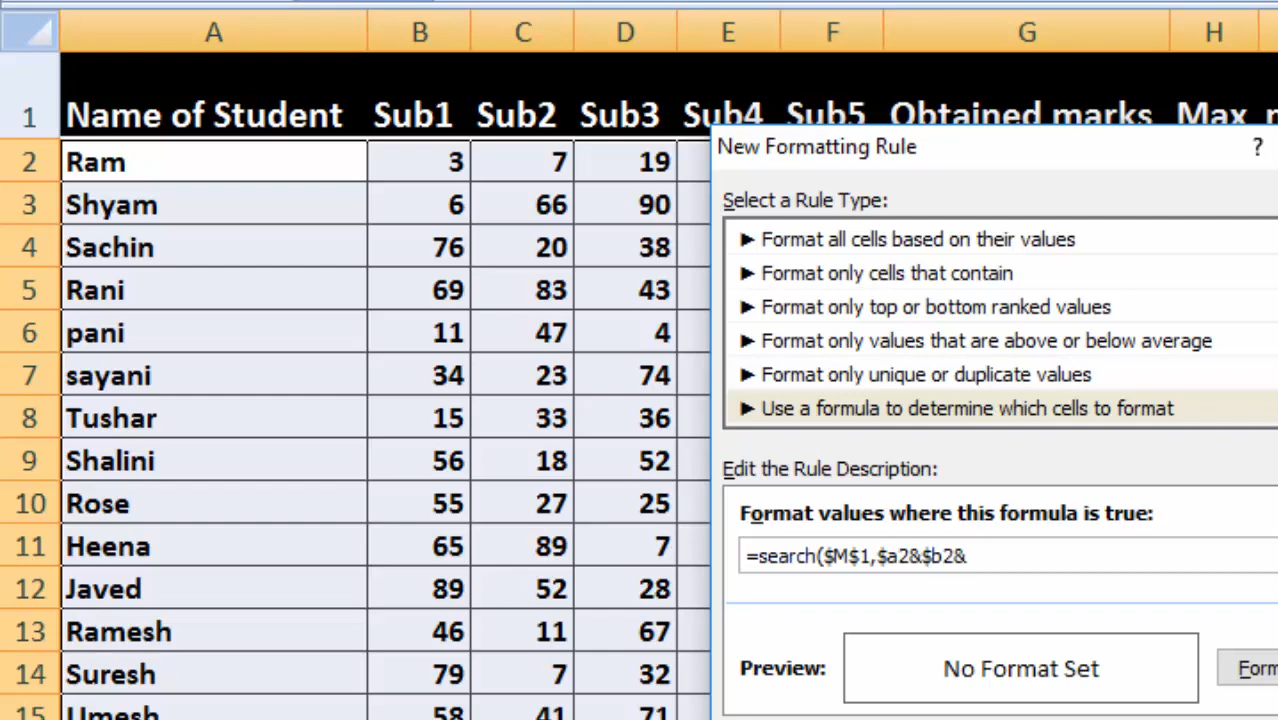 A B C D E F G H
1 Name of Student Sub1 Sub2 Sub3 Sub4 Sub5 Obtained marks Max
2 Ram 3 7 19
3 Shyam 6 66 90
4 Sachin 76 20 38
5 Rani 69 83 43
6 pani 11 47 4
7 sayani 34 23 74
8 Tushar 15 33 36
9 Shalini 56 18 52
10 Rose 55 27 25
11 Heena 65 89 7
12 Javed 89 52 28
13 Ramesh 46 11 67
14 Suresh 79 7 32
15 Umesh 58 41 71
New Formatting Rule ?
Select a Rule Type:
► Format all cells based on their values
► Format only cells that contain
► Format only top or bottom ranked values
► Format only values that are above or below average
► Format only unique or duplicate values
► Use a formula to determine which cells to format
Edit the Rule Description:
Format values where this formula is true:
=search($M$1,$a2&$b2&
Preview: No Format Set Form